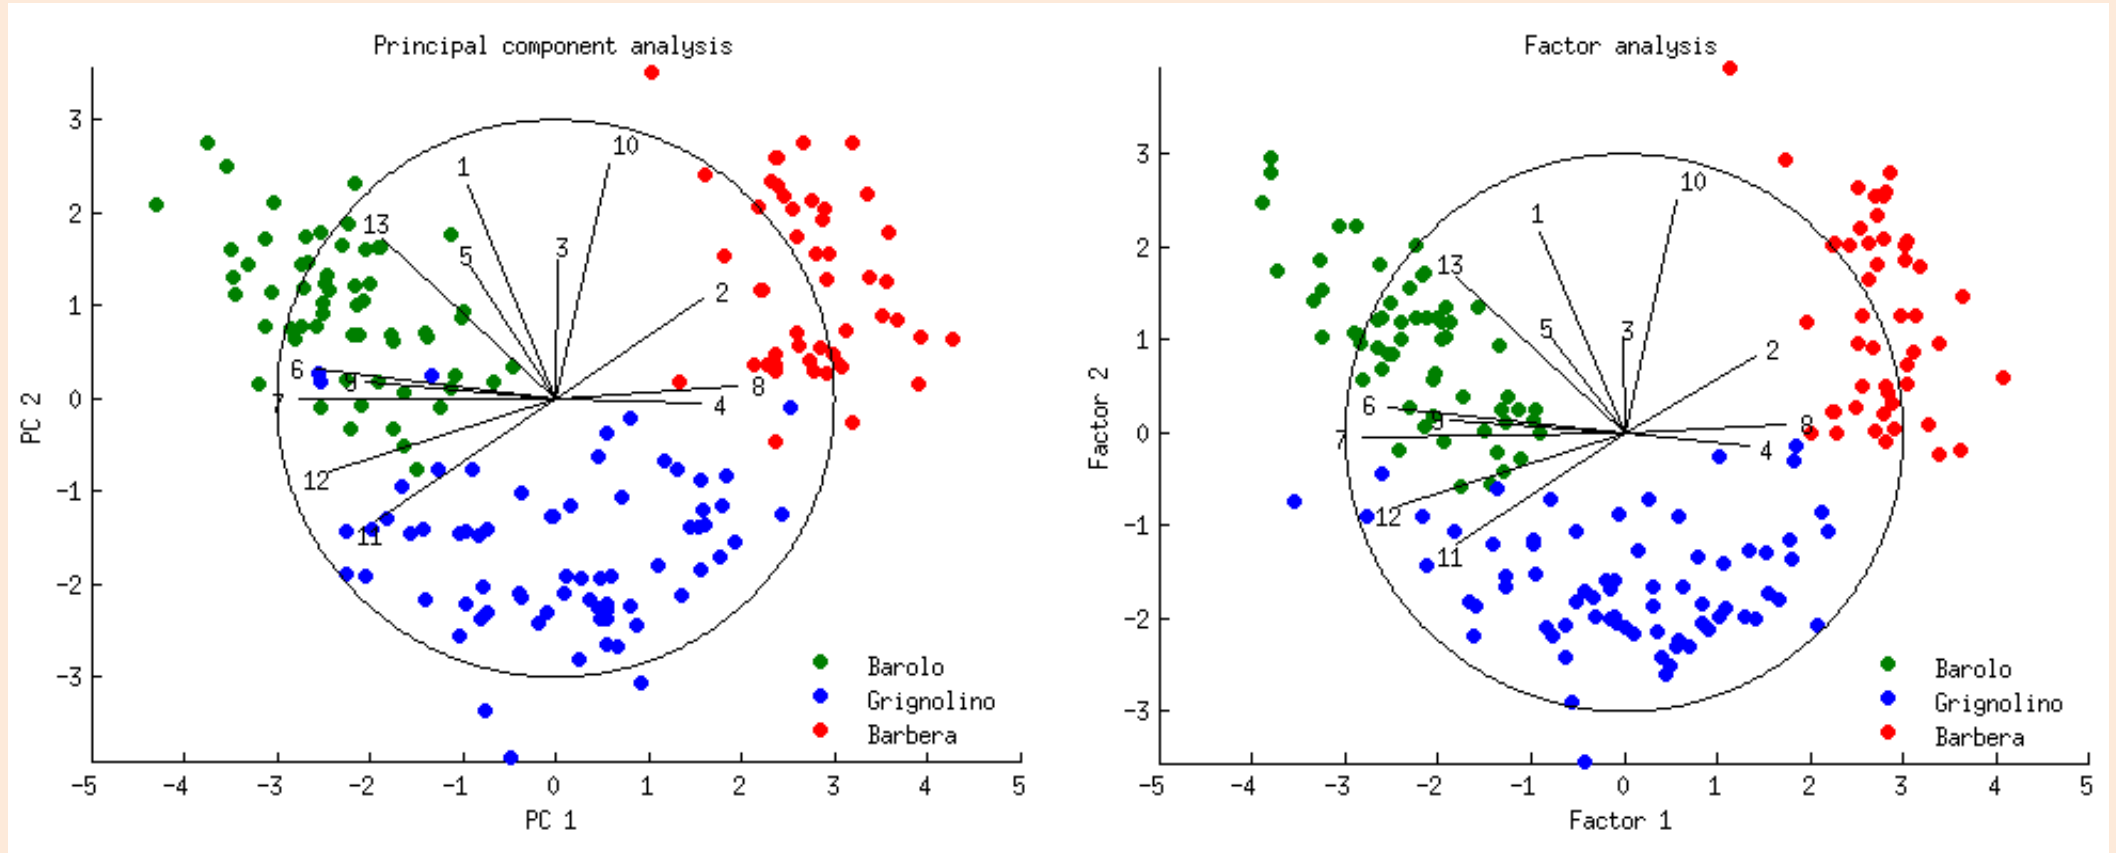 Principal component analysis
3
2
1
0
-1
-2
-3
PC 2
10
1
13
3
5
2
6
9
8
7
4
12
11
Barolo
Grignolino
Barbera
-5 -4 -3 -2 -1 0 1 2 3 4 5
PC 1
Factor analysis
3
2
1
0
-1
-2
-3
Factor 2
10
1
13
5
3
2
6
9
8
7
4
12
11
Barolo
Grignolino
Barbera
-5 -4 -3 -2 -1 0 1 2 3 4 5
Factor 1